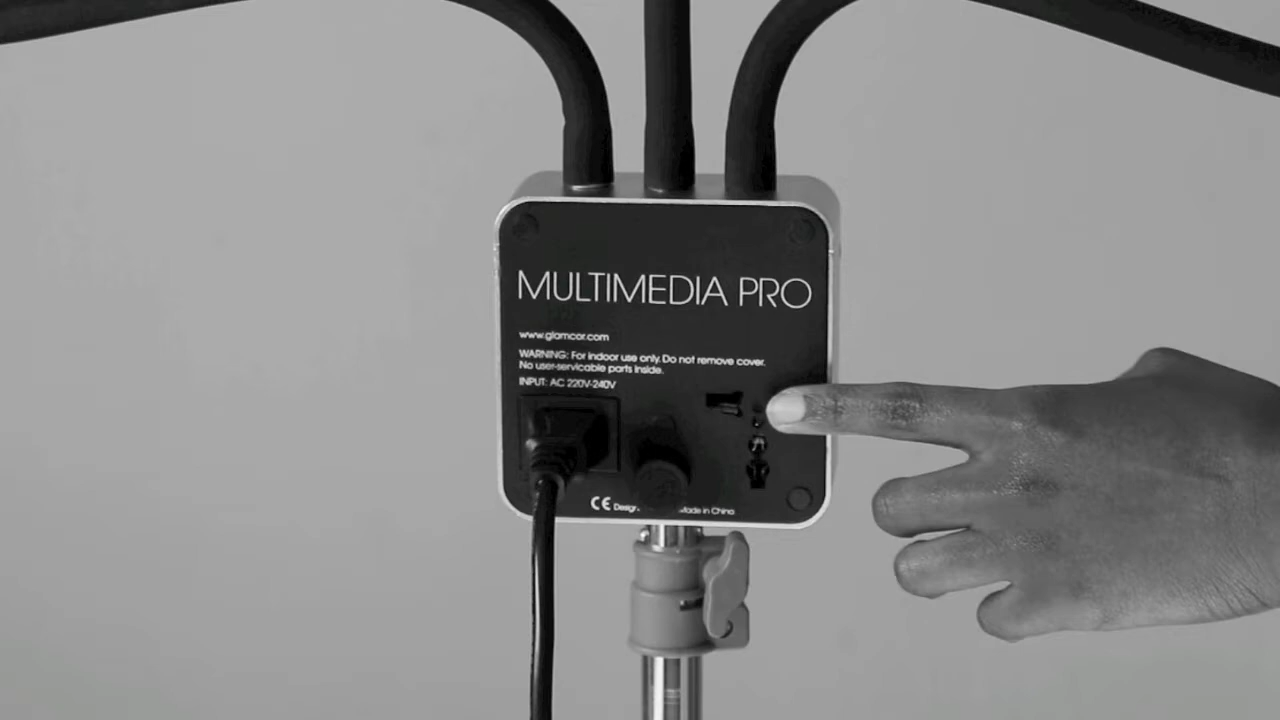 MULTIMEDIA PRO
www.glamcor.com
WARNING: For indoor use only. Do not remove cover.
No user-servicable parts inside.
INPUT: AC 220V-240V
CE Made in China